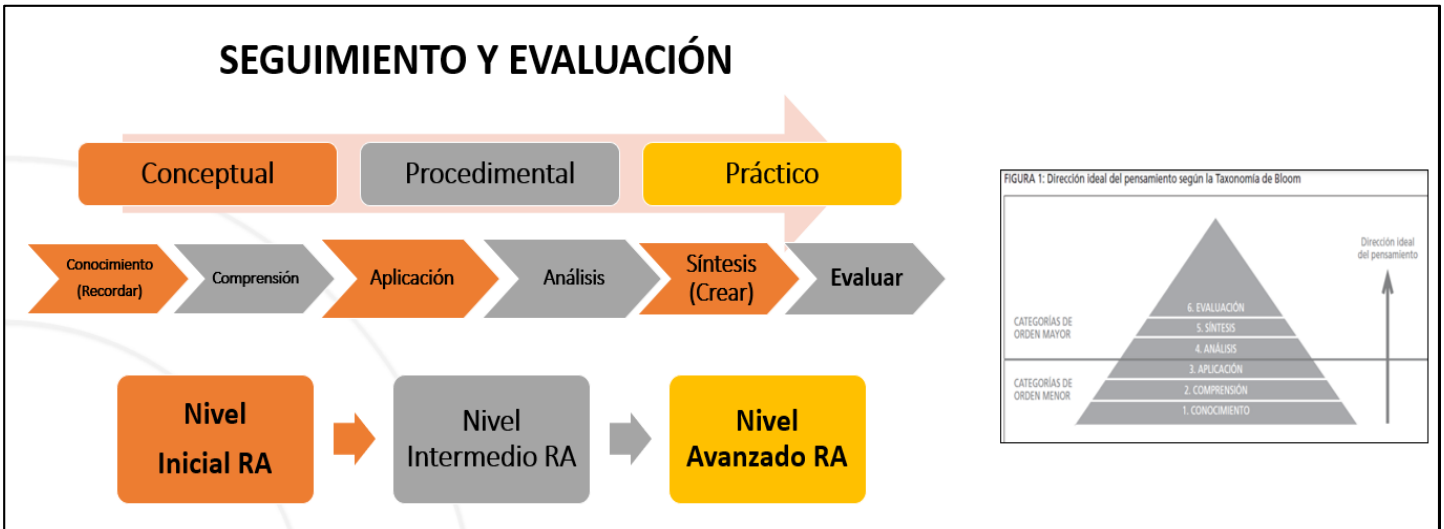 SEGUIMIENTO Y EVALUACIÓN
Conceptual
Procedimental
Práctico
Conocimiento
(Recordar)
Comprensión
Aplicación
Análisis
Síntesis
(Crear)
Evaluar
Nivel
Inicial RA
Nivel
Intermedio RA
Nivel
Avanzado RA
FIGURA 1: Dirección ideal del pensamiento según la Taxonomía de Bloom
Dirección ideal
del pensamiento
CATEGORÍAS DE
ORDEN MAYOR
6. EVALUACIÓN
5. SÍNTESIS
4. ANÁLISIS
CATEGORÍAS DE
ORDEN MENOR
3. APLICACIÓN
2. COMPRENSIÓN
1. CONOCIMIENTO